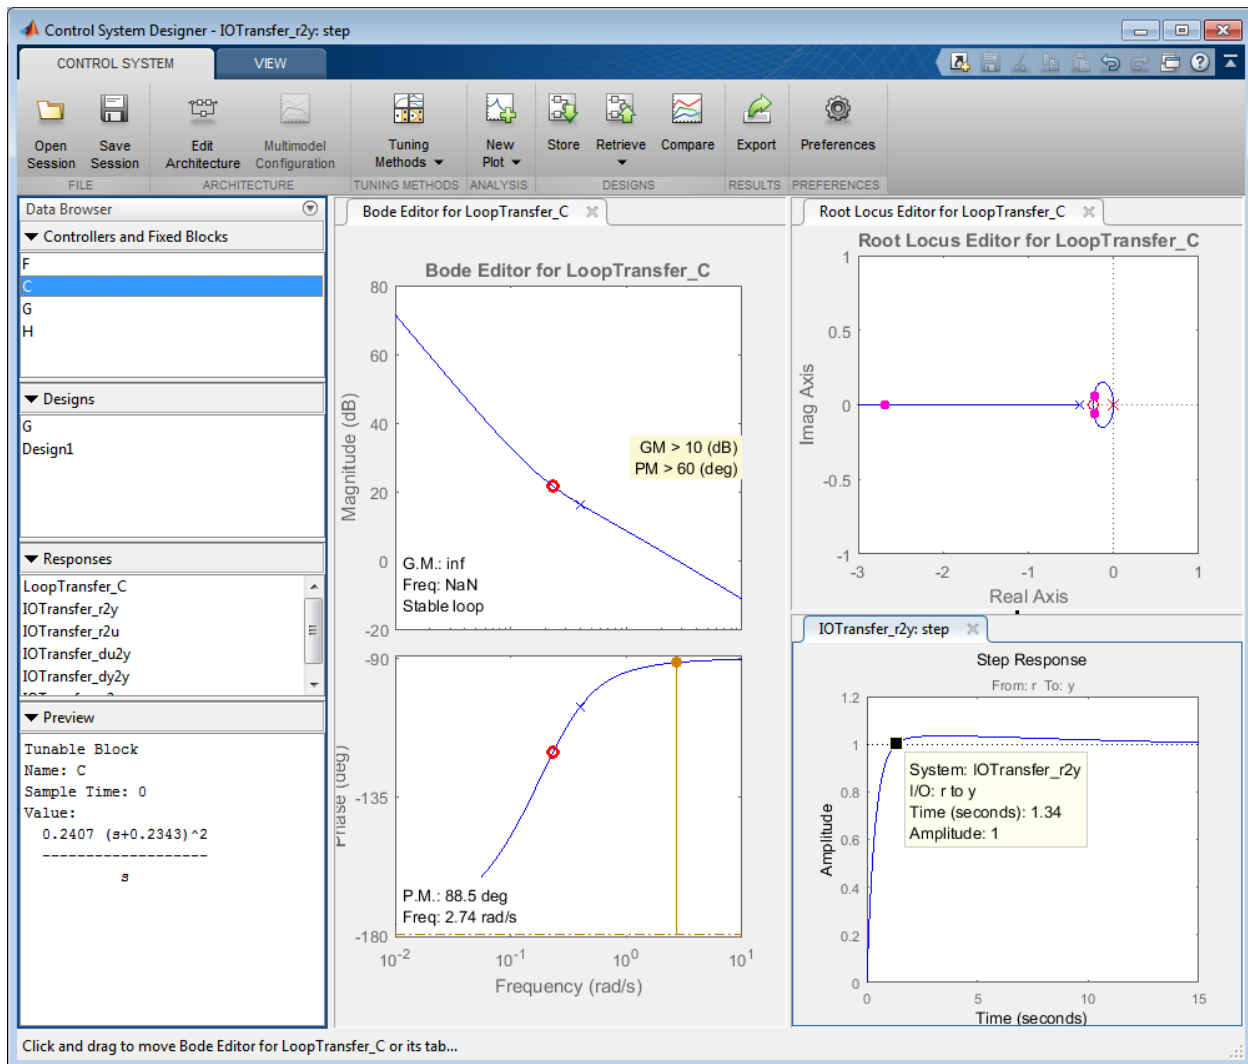 Control System Designer - IOTransfer_r2y: step
CONTROL SYSTEM
VIEW
Open Session
Save Session
Edit Architecture
Multimodel Configuration
Tuning Methods
New Plot
Store
Retrieve
Compare
Export
Preferences
FILE
ARCHITECTURE
TUNING METHODS
ANALYSIS
DESIGNS
RESULTS
PREFERENCES
Data Browser
Controllers and Fixed Blocks
F
C
G
H
Designs
G
Design1
Responses
LoopTransfer_C
IOTransfer_r2y
IOTransfer_r2u
IOTransfer_du2y
IOTransfer_dy2y
Preview
Tunable Block
Name: C
Sample Time: 0
Value:
0.2407 (s+0.2343)^2
-------------------
s
Bode Editor for LoopTransfer_C
Bode Editor for LoopTransfer_C
Magnitude (dB)
80
60
40
20
0
-20
GM > 10 (dB)
PM > 60 (deg)
G.M.: inf
Freq: NaN
Stable loop
Phase (deg)
-90
-135
-180
P.M.: 88.5 deg
Freq: 2.74 rad/s
10^-2
10^-1
10^0
10^1
Frequency (rad/s)
Root Locus Editor for LoopTransfer_C
Root Locus Editor for LoopTransfer_C
Imag Axis
1
0.5
0
-0.5
-1
-3
-2
-1
0
1
Real Axis
IOTransfer_r2y: step
Step Response
From: r To: y
Amplitude
1.2
1
0.8
0.6
0.4
0.2
0
System: IOTransfer_r2y
I/O: r to y
Time (seconds): 1.34
Amplitude: 1
0
5
10
15
Time (seconds)
Click and drag to move Bode Editor for LoopTransfer_C or its tab...